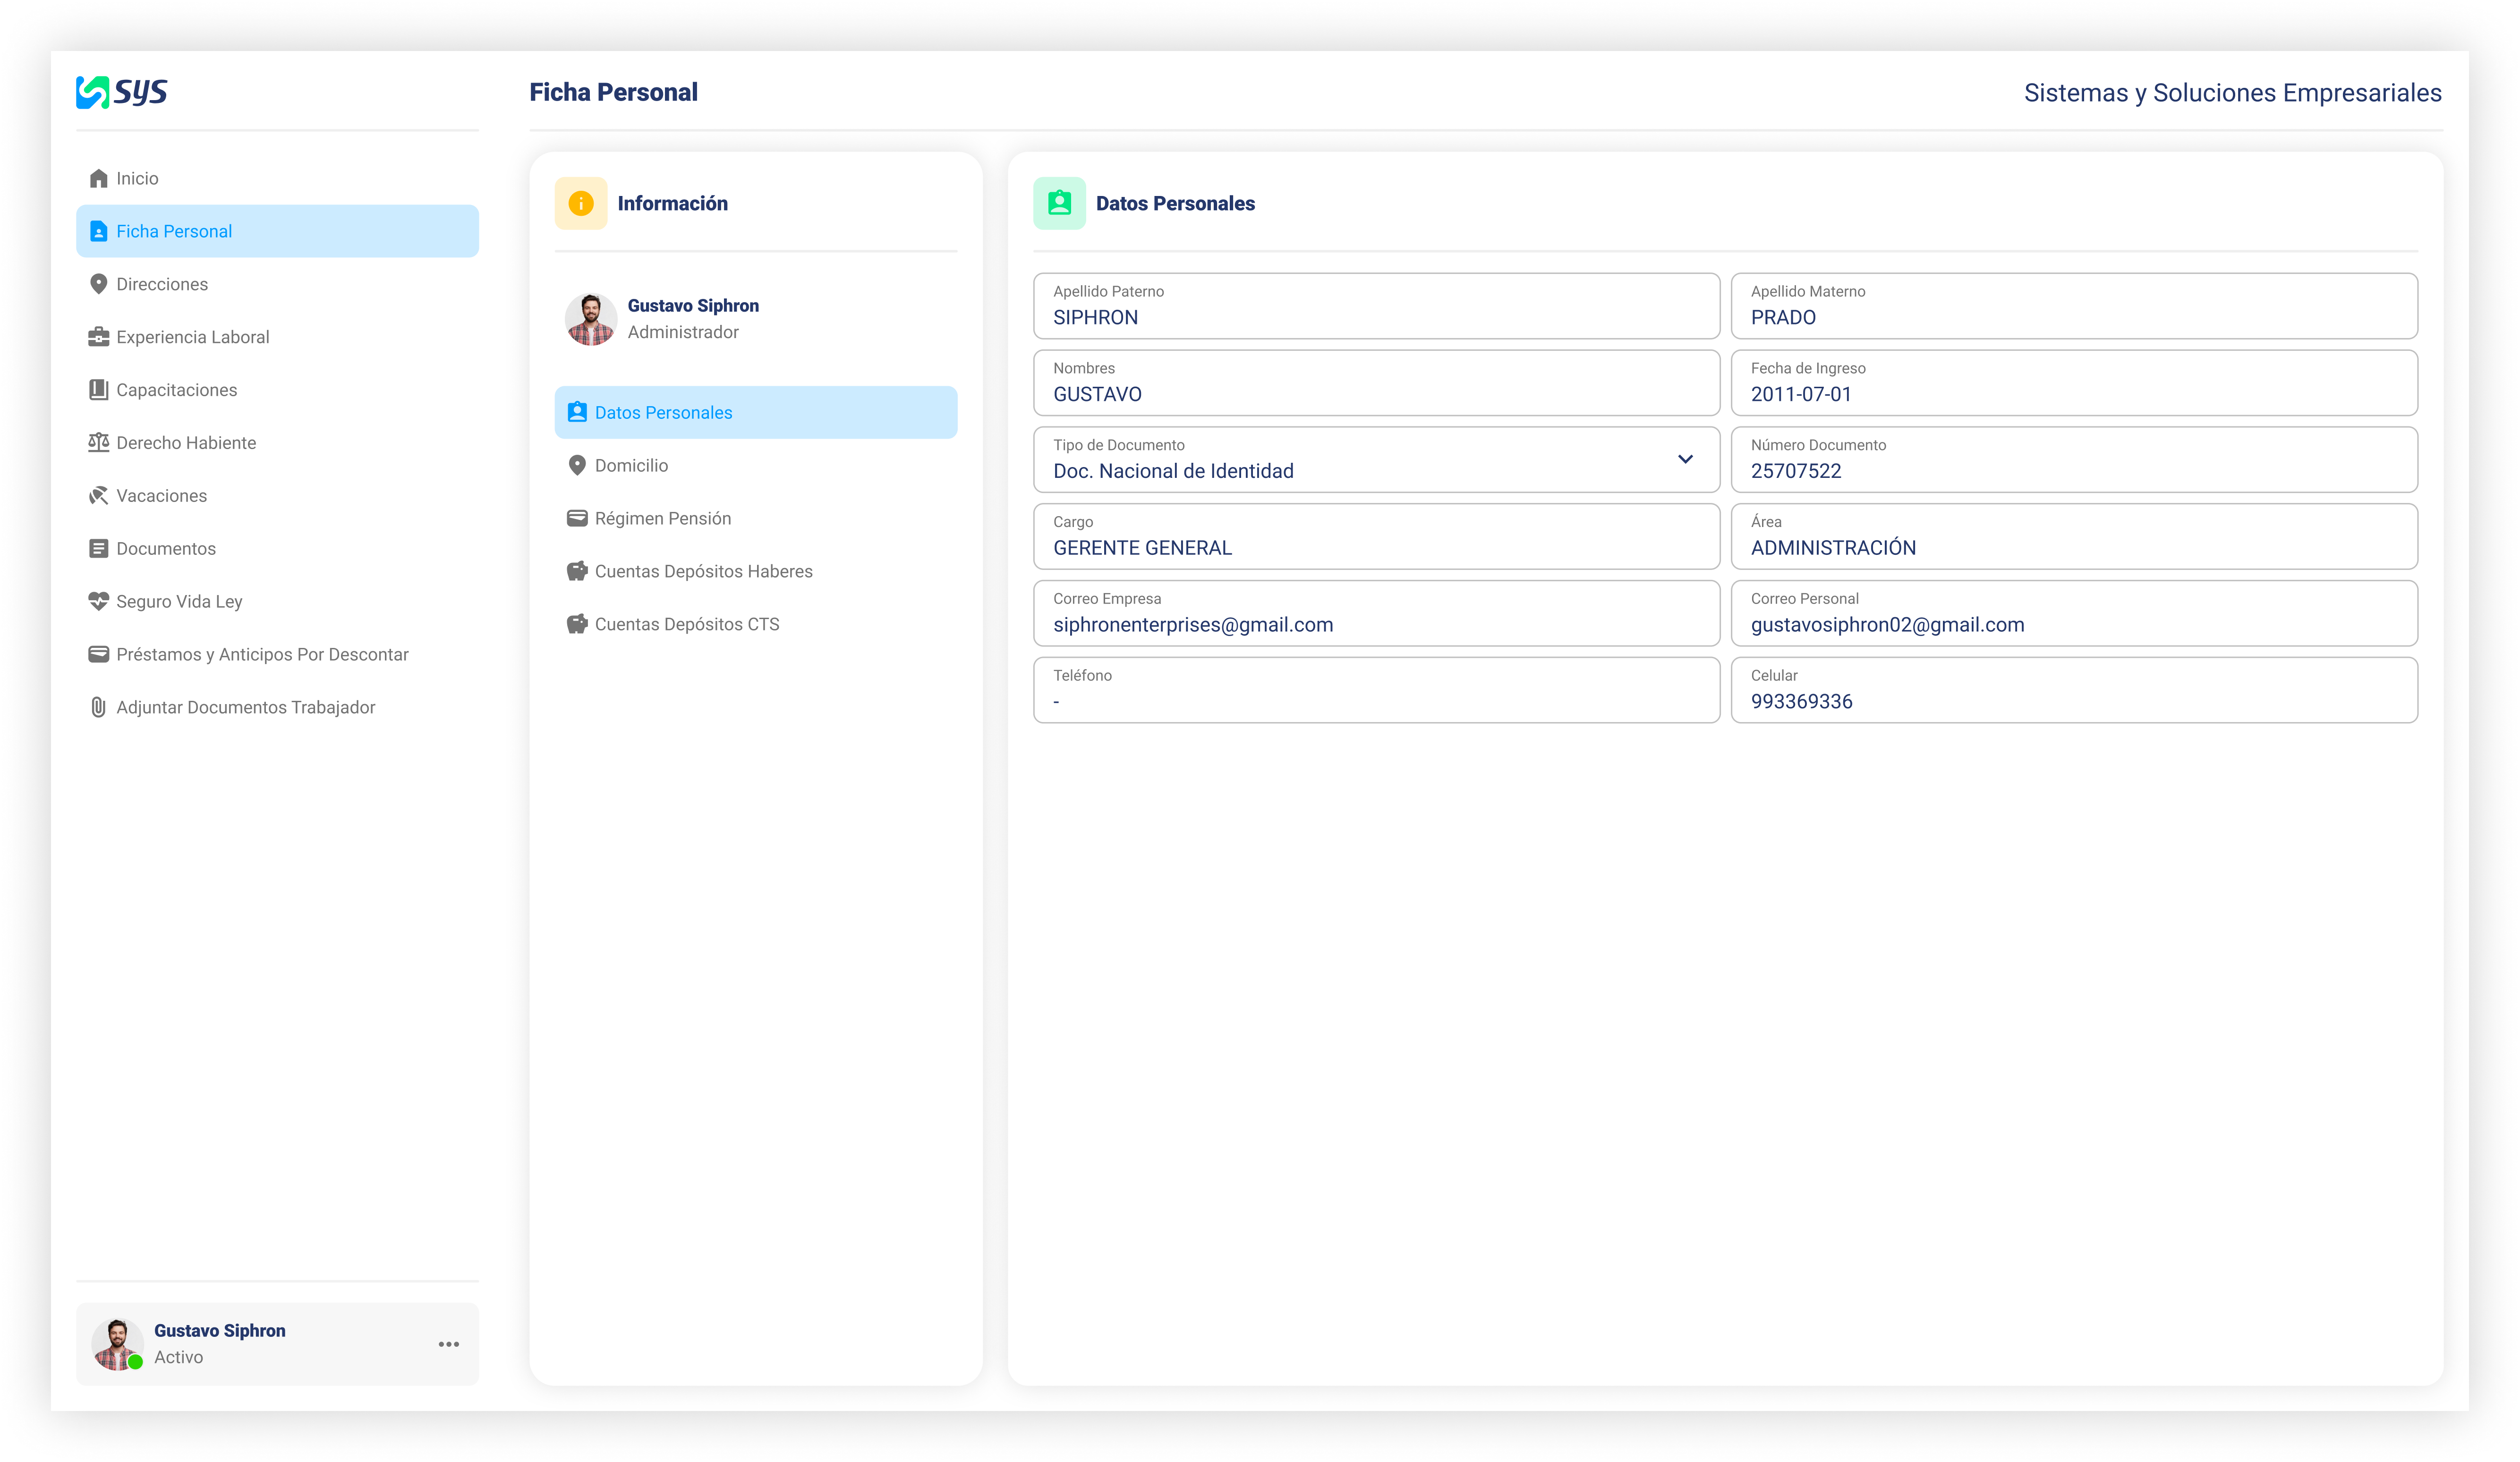 sys
Inicio
Ficha Personal
Direcciones
Experiencia Laboral
Capacitaciones
Derecho Habiente
Vacaciones
Documentos
Seguro Vida Ley
Préstamos y Anticipos Por Descontar
Adjuntar Documentos Trabajador
Gustavo Siphron
Activo
Ficha Personal
Sistemas y Soluciones Empresariales
Información
Gustavo Siphron
Administrador
Datos Personales
Domicilio
Régimen Pensión
Cuentas Depósitos Haberes
Cuentas Depósitos CTS
Datos Personales
Apellido Paterno
SIPHRON
Apellido Materno
PRADO
Nombres
GUSTAVO
Fecha de Ingreso
2011-07-01
Tipo de Documento
Doc. Nacional de Identidad
Número Documento
25707522
Cargo
GERENTE GENERAL
Área
ADMINISTRACIÓN
Correo Empresa
siphronenterprises@gmail.com
Correo Personal
gustavosiphron02@gmail.com
Teléfono
-
Celular
993369336